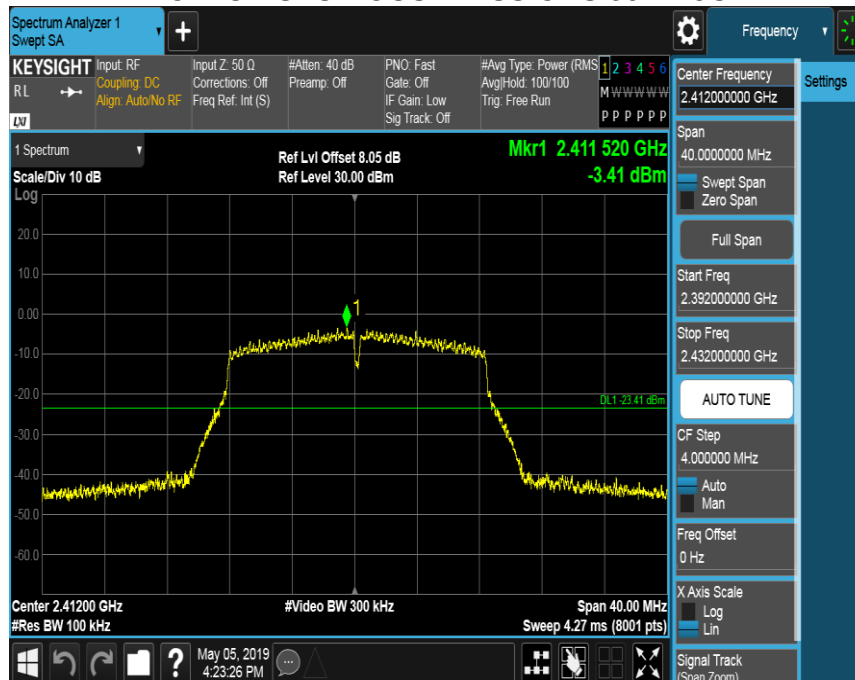 Spectrum Analyzer 1
Swept SA
+
Frequency
KEYSIGHT
RL
LXI
Input: RF
Coupling: DC
Align: Auto/No RF
Input Z: 50 Ω
Corrections: Off
Freq Ref: Int (S)
#Atten: 40 dB
Preamp: Off
PNO: Fast
Gate: Off
IF Gain: Low
Sig Track: Off
#Avg Type: Power (RMS
Avg|Hold: 100/100
Trig: Free Run
1 2 3 4 5 6
M W W W W W
P P P P P P
1 Spectrum
Scale/Div 10 dB
Ref Lvl Offset 8.05 dB
Ref Level 30.00 dBm
Mkr1 2.411 520 GHz
-3.41 dBm
Log
20.0
10.0
0.00
-10.0
-20.0
-30.0
-40.0
-50.0
-60.0
1
DL1 -23.41 dBm
Center 2.41200 GHz
#Res BW 100 kHz
#Video BW 300 kHz
Span 40.00 MHz
Sweep 4.27 ms (8001 pts)
?
May 05, 2019
4:23:26 PM
Center Frequency
2.412000000 GHz
Settings
Span
40.0000000 MHz
Swept Span
Zero Span
Full Span
Start Freq
2.392000000 GHz
Stop Freq
2.432000000 GHz
AUTO TUNE
CF Step
4.000000 MHz
Auto
Man
Freq Offset
0 Hz
X Axis Scale
Log
Lin
Signal Track
(Span Zoom)